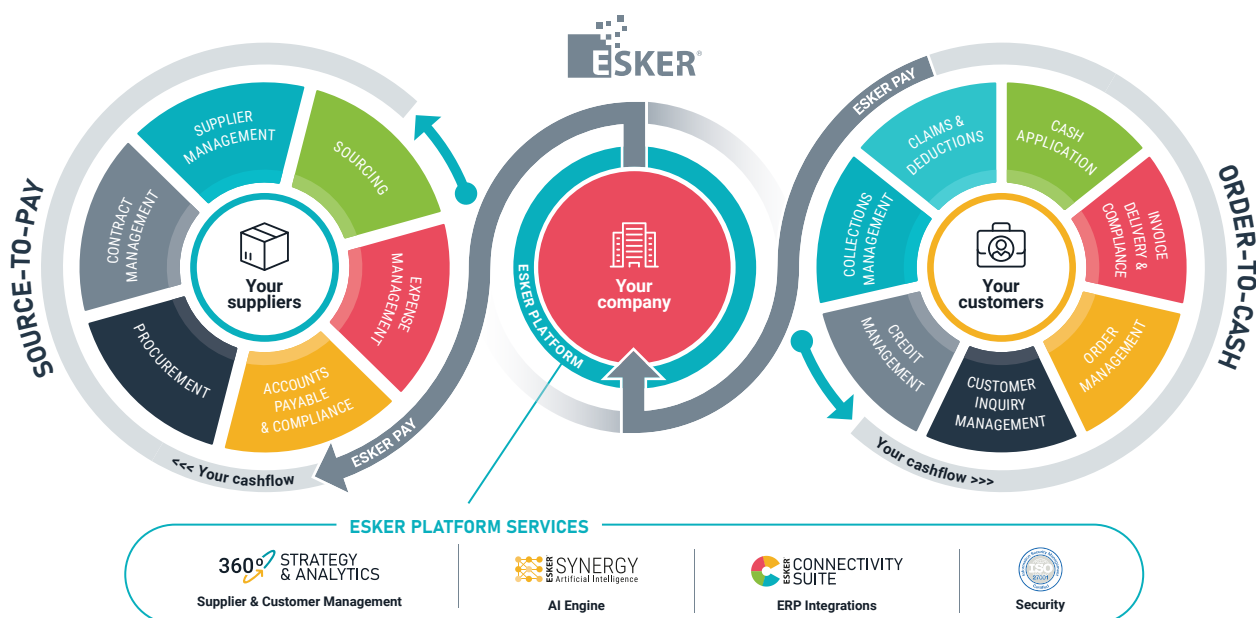 ESKER®
SOURCE-TO-PAY
SUPPLIER
MANAGEMENT
SOURCING
CONTRACT
MANAGEMENT
EXPENSE
MANAGEMENT
PROCUREMENT
ACCOUNTS
PAYABLE
& COMPLIANCE
Your
suppliers
<<< Your cashflow
ESKER PAY
ESKER PLATFORM
Your
company
ESKER PAY
CLAIMS &
DEDUCTIONS
CASH
APPLICATION
COLLECTIONS
MANAGEMENT
INVOICE
DELIVERY &
COMPLIANCE
CREDIT
MANAGEMENT
ORDER
MANAGEMENT
CUSTOMER
INQUIRY
MANAGEMENT
Your
customers
Your cashflow >>>
ORDER-TO-CASH
ESKER PLATFORM SERVICES
360° STRATEGY
& ANALYTICS
Supplier & Customer Management
ESKER SYNERGY
Artificial Intelligence
AI Engine
ESKER CONNECTIVITY
SUITE
ERP Integrations
ISO
27001
Security